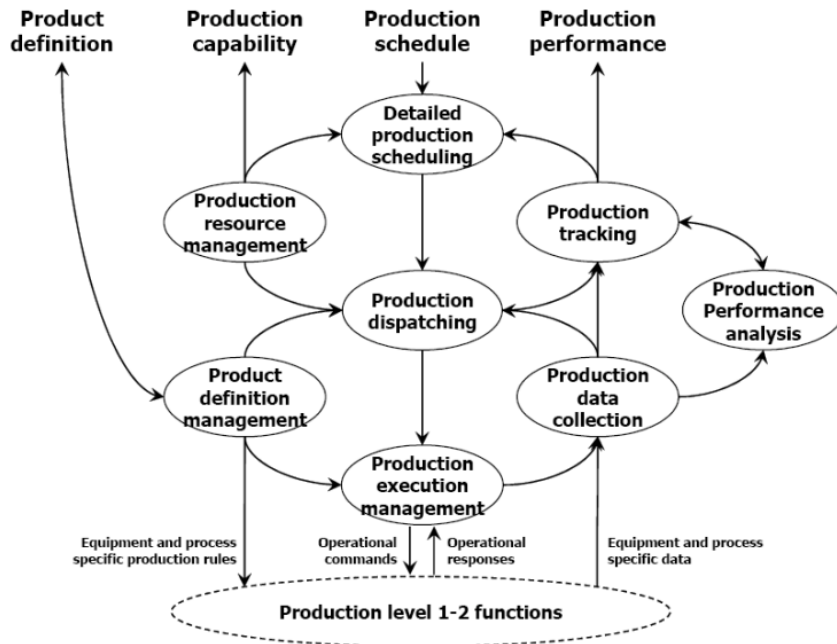 Product
definition
Production
capability
Production
schedule
Production
performance
Detailed
production
scheduling
Production
resource
management
Production
tracking
Production
dispatching
Production
Performance
analysis
Product
definition
management
Production
data
collection
Production
execution
management
Equipment and process
specific production rules
Operational
commands
Operational
responses
Equipment and process
specific data
Production level 1-2 functions